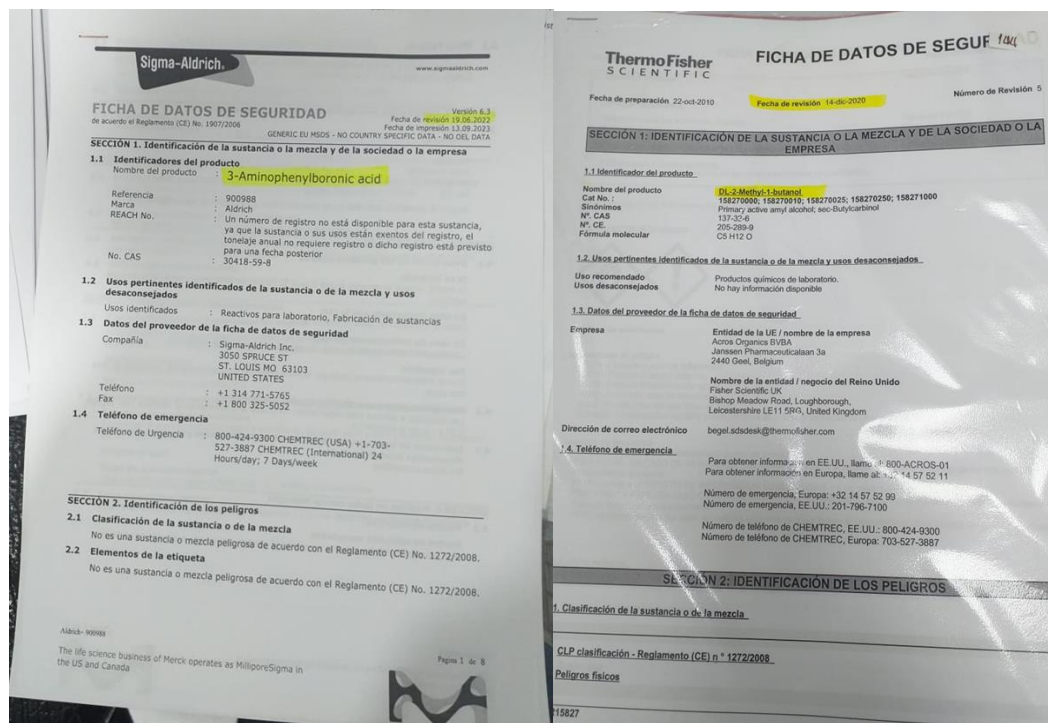 Sigma-Aldrich®
www.sigmaaldrich.com
FICHA DE DATOS DE SEGURIDAD
de acuerdo el Reglamento (CE) No. 1907/2006
Versión 6.3
Fecha de revisión 19.06.2022
Fecha de impresión 13.09.2023
GENERIC EU MSDS - NO COUNTRY SPECIFIC DATA - NO OEL DATA
SECCIÓN 1. Identificación de la sustancia o la mezcla y de la sociedad o la empresa
1.1 Identificadores del producto
Nombre del producto : 3-Aminophenylboronic acid
Referencia : 900988
Marca : Aldrich
REACH No. : Un número de registro no está disponible para esta sustancia,
ya que la sustancia o sus usos están exentos del registro, el
tonelaje anual no requiere registro o dicho registro está previsto
para una fecha posterior
No. CAS : 30418-59-8
1.2 Usos pertinentes identificados de la sustancia o de la mezcla y usos
desaconsejados
Usos identificados : Reactivos para laboratorio, Fabricación de sustancias
1.3 Datos del proveedor de la ficha de datos de seguridad
Compañía : Sigma-Aldrich Inc.
3050 SPRUCE ST
ST. LOUIS MO 63103
UNITED STATES
Teléfono : +1 314 771-5765
Fax : +1 800 325-5052
1.4 Teléfono de emergencia
Teléfono de Urgencia : 800-424-9300 CHEMTREC (USA) +1-703-
527-3887 CHEMTREC (International) 24
Hours/day; 7 Days/week
SECCIÓN 2. Identificación de los peligros
2.1 Clasificación de la sustancia o de la mezcla
No es una sustancia o mezcla peligrosa de acuerdo con el Reglamento (CE) No. 1272/2008.
2.2 Elementos de la etiqueta
No es una sustancia o mezcla peligrosa de acuerdo con el Reglamento (CE) No. 1272/2008.
Aldrich- 900988
Pagina 1 de 8
The life science business of Merck operates as MilliporeSigma in
the US and Canada
ThermoFisher
SCIENTIFIC
FICHA DE DATOS DE SEGUR
Fecha de preparación 22-oct-2010
Fecha de revisión 14-dic-2020
Número de Revisión 5
SECCIÓN 1: IDENTIFICACIÓN DE LA SUSTANCIA O LA MEZCLA Y DE LA SOCIEDAD O LA
EMPRESA
1.1 Identificador del producto
Nombre del producto DL-2-Methyl-1-butanol
Cat No. : 158270000; 158270010; 158270025; 158270250; 158271000
Sinónimos Primary active amyl alcohol; sec-Butylcarbinol
Nº. CAS 137-32-6
Nº. CE. 205-289-9
Fórmula molecular C5 H12 O
1.2. Usos pertinentes identificados de la sustancia o de la mezcla y usos desaconsejados
Uso recomendado Productos químicos de laboratorio.
Usos desaconsejados No hay información disponible
1.3. Datos del proveedor de la ficha de datos de seguridad
Empresa Entidad de la UE / nombre de la empresa
Acros Organics BVBA
Janssen Pharmaceuticalaan 3a
2440 Geel, Belgium
Nombre de la entidad / negocio del Reino Unido
Fisher Scientific UK
Bishop Meadow Road, Loughborough,
Leicestershire LE11 5RG, United Kingdom
Dirección de correo electrónico begel.sdsdesk@thermofisher.com
1.4. Teléfono de emergencia
Para obtener información en EE.UU., llame al: 800-ACROS-01
Para obtener información en Europa, llame al: +32 14 57 52 11
Número de emergencia, Europa: +32 14 57 52 99
Número de emergencia, EE.UU.: 201-796-7100
Número de teléfono de CHEMTREC, EE.UU.: 800-424-9300
Número de teléfono de CHEMTREC, Europa: 703-527-3887
SECCIÓN 2: IDENTIFICACIÓN DE LOS PELIGROS
1. Clasificación de la sustancia o de la mezcla
CLP clasificación - Reglamento (CE) n ° 1272/2008
Peligros físicos
15827